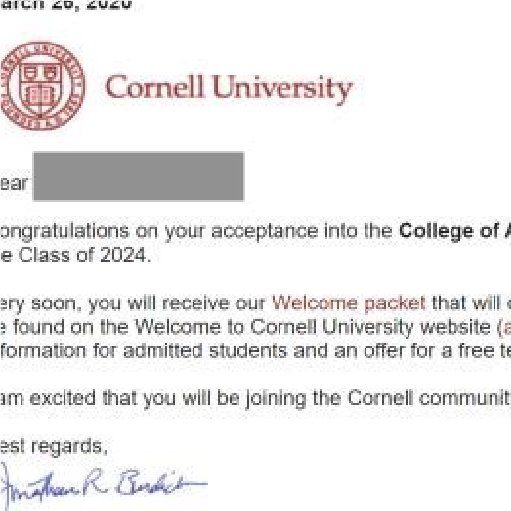 arch 26, 2020
Cornell University
ear
ongratulations on your acceptance into the College of A
e Class of 2024.
ery soon, you will receive our Welcome packet that will
e found on the Welcome to Cornell University website (a
formation for admitted students and an offer for a free te
am excited that you will be joining the Cornell communit
est regards,
Jonathan R. Burdick